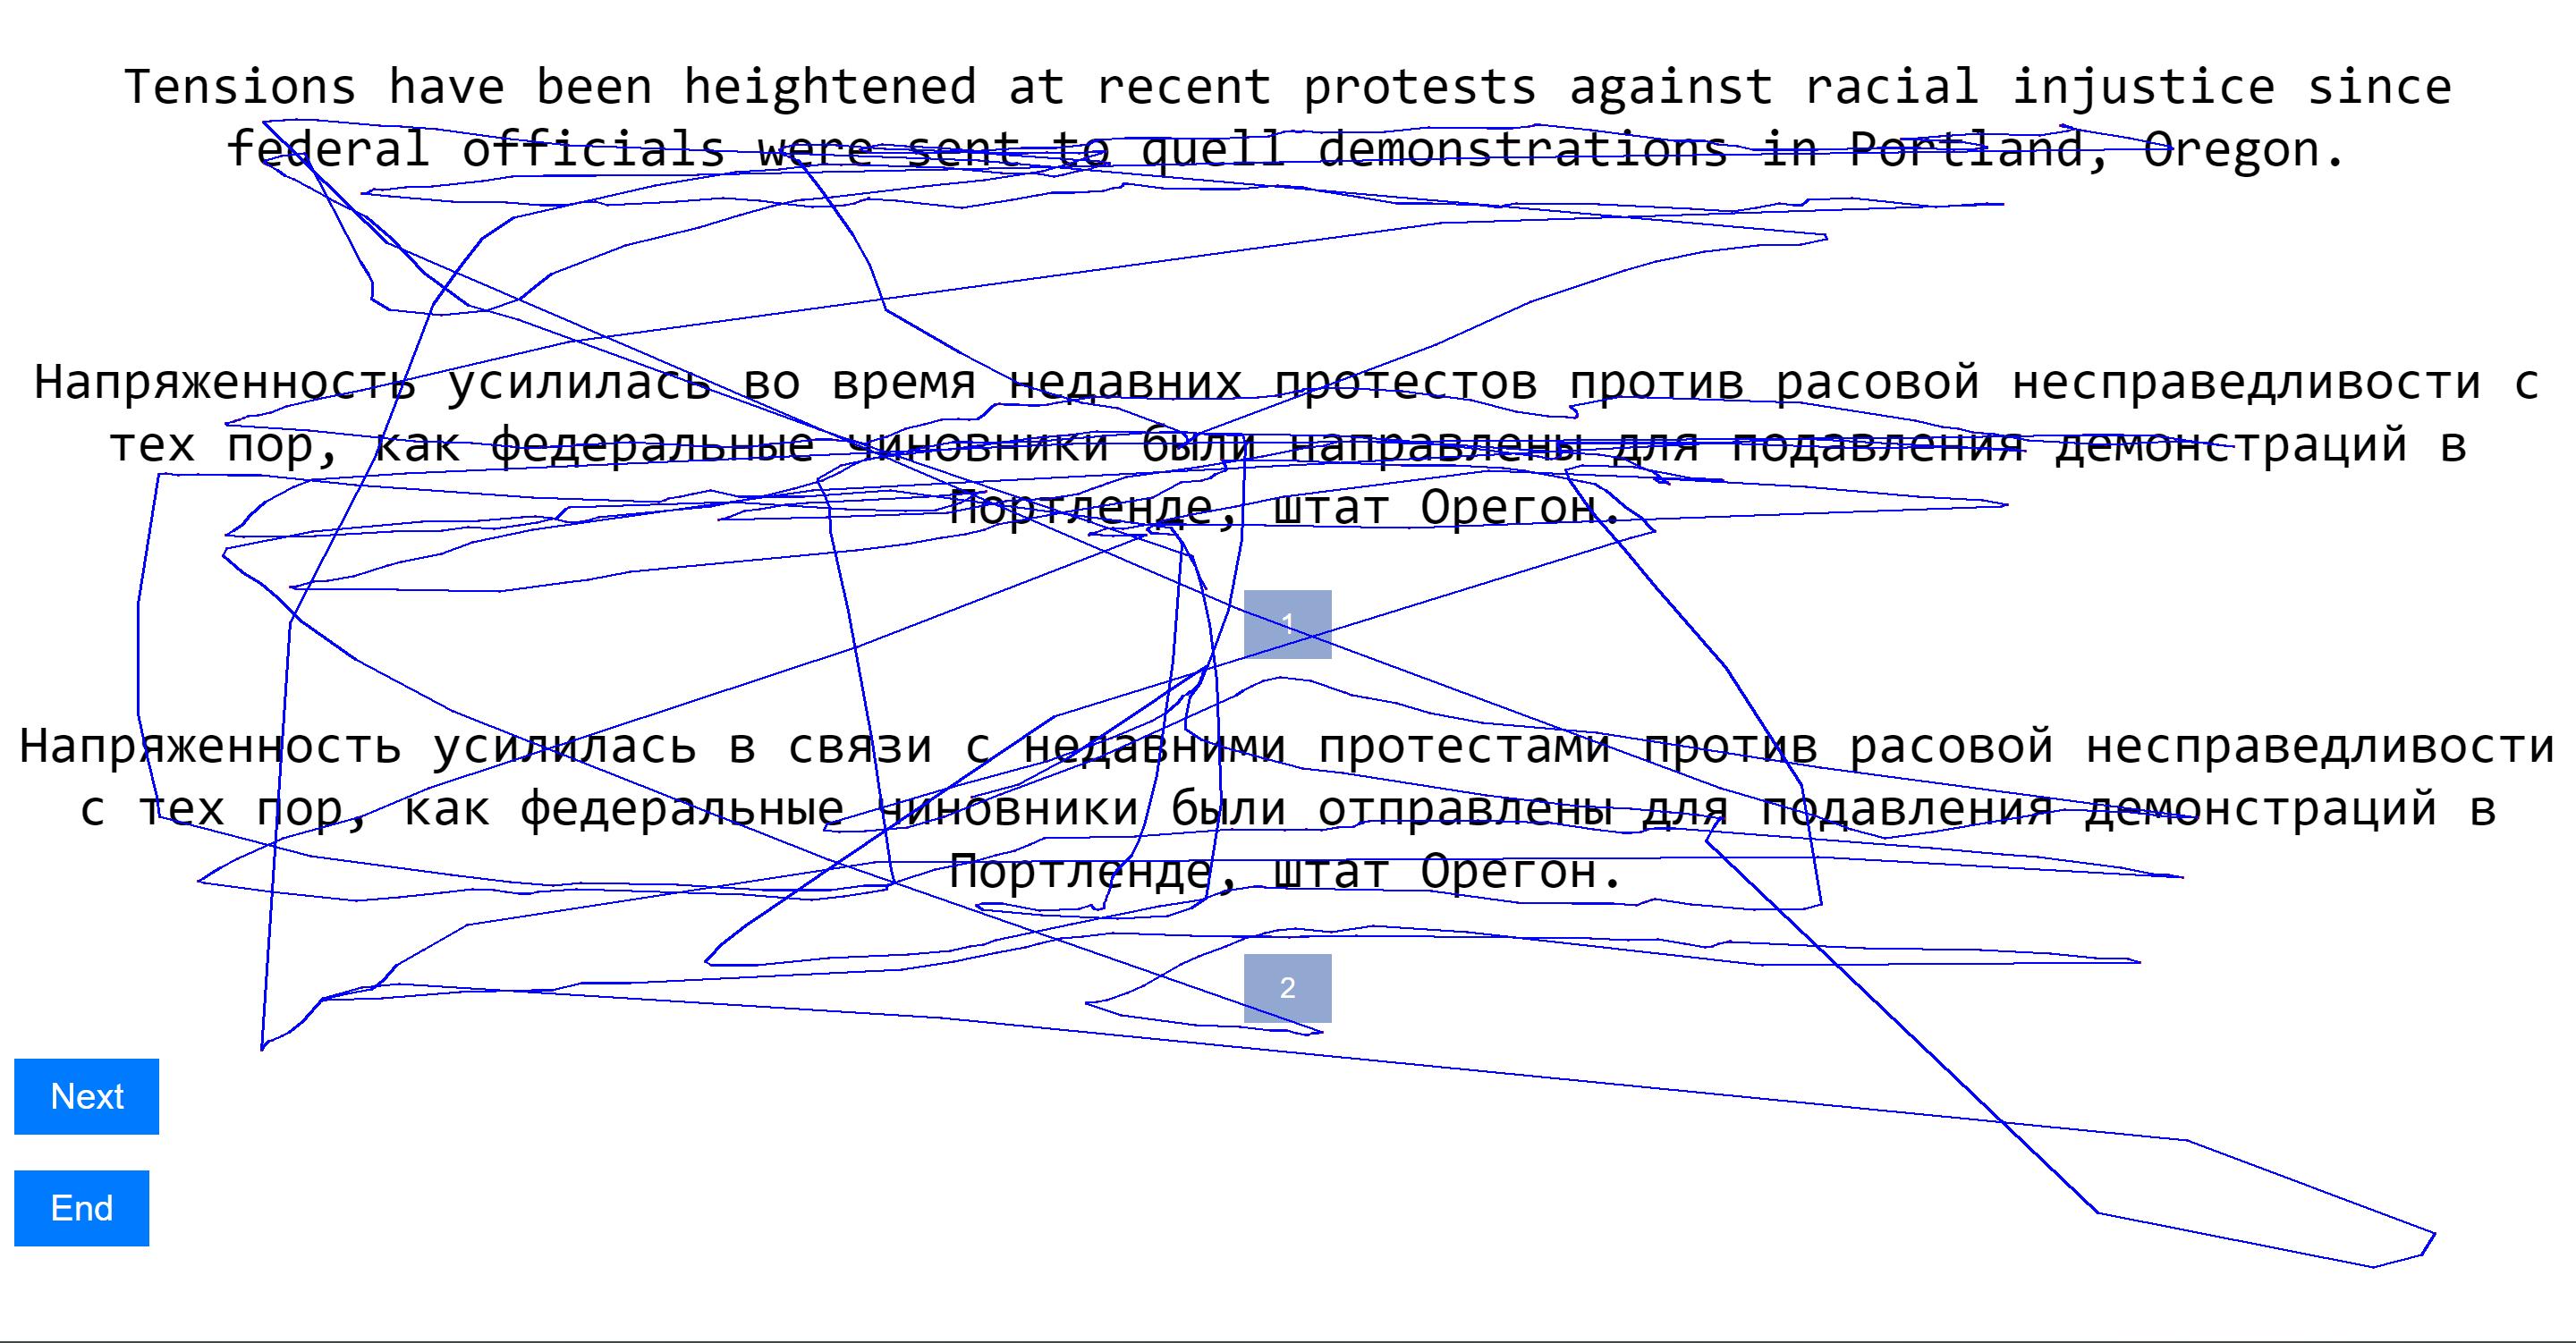 Tensions have been heightened at recent protests against racial injustice since
federal officials were sent to quell demonstrations in Portland, Oregon.
Напряженность усилилась во время недавних протестов против расовой несправедливости с
тех пор, как федеральные чиновники были направлены для подавления демонстраций в
Портленде, штат Орегон.
1
Напряженность усилилась в связи с недавними протестами против расовой несправедливости
с тех пор, как федеральные чиновники были отправлены для подавления демонстраций в
Портленде, штат Орегон.
2
Next
End